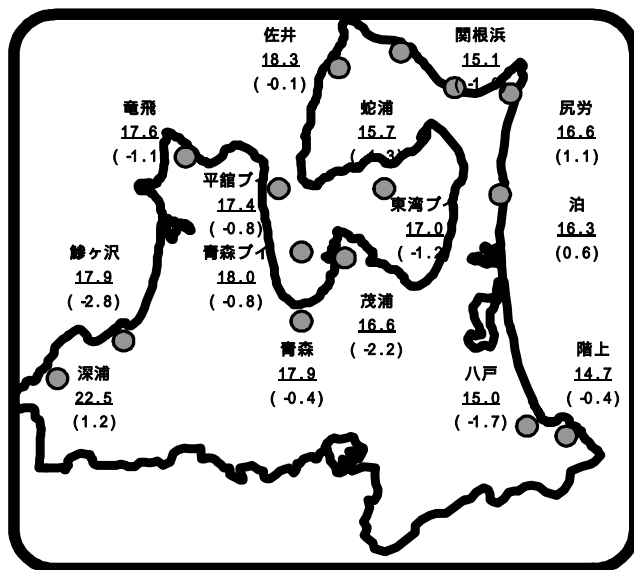 佐井
18.3
( -0.1)
関根浜
15.1
竜飛
17.6
( -1.1
蛇浦
15.7
尻労
16.6
(1.1)
平舘ブイ
17.4
( -0.8)
東湾ブイ
17.0
( -1.2
泊
16.3
(0.6)
鰺ヶ沢
17.9
( -2.8)
青森ブイ
18.0
( -0.8)
茂浦
16.6
( -2.2)
深浦
22.5
(1.2)
青森
17.9
(-0.4)
八戸
15.0
( -1.7)
階上
14.7
( -0.4)